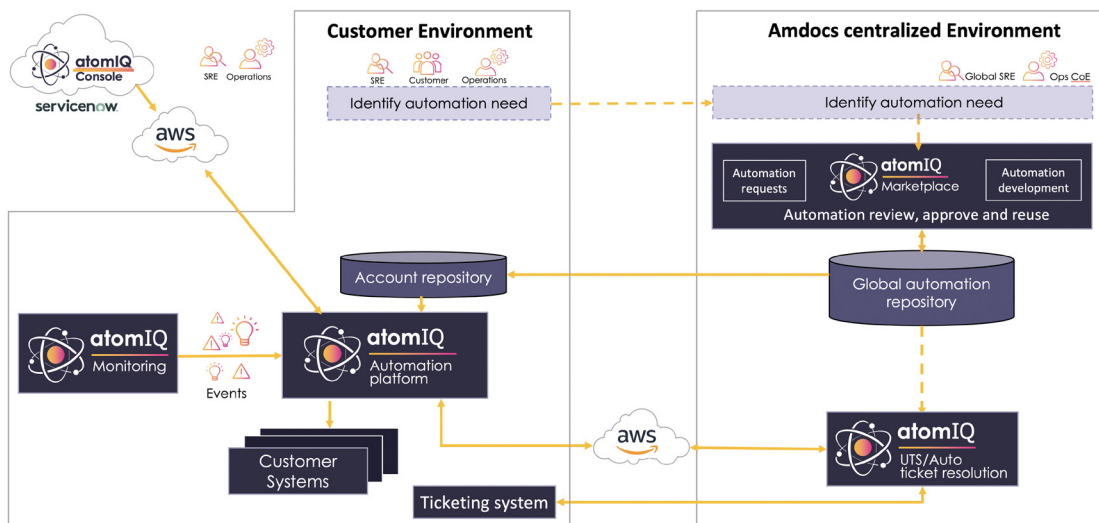 atomIQ
Console
servicenow
SRE
Operations
aws
Customer Environment
SRE
Customer
Operations
Identify automation need
Amdocs centralized Environment
Global SRE
Ops CoE
Identify automation need
Automation
requests
atomIQ
Marketplace
Automation
development
Automation review, approve and reuse
Account repository
Global automation
repository
atomIQ
Monitoring
Events
atomIQ
Automation
platform
Customer
Systems
aws
atomIQ
UTS/Auto
ticket resolution
Ticketing system